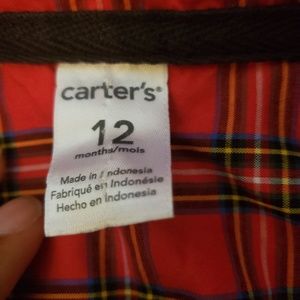 carter's®
12
months/mois
Made in Indonesia
Fabriqué en Indonésie
Hecho en Indonesia